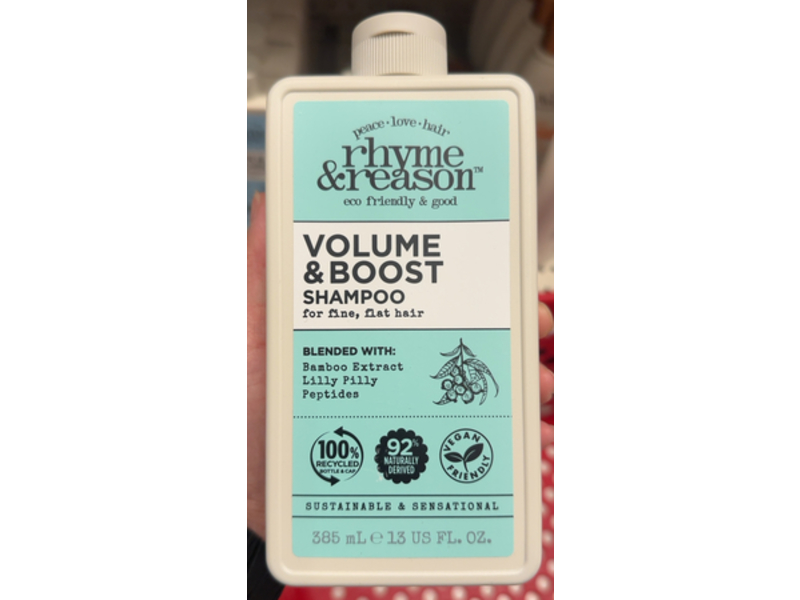 peace·love·hair
rhyme
&reason™
eco friendly & good
VOLUME
& BOOST
SHAMPOO
for fine, flat hair
BLENDED WITH:
Bamboo Extract
Lilly Pilly
Peptides
100%
RECYCLED
BOTTLE & CAP
92%
NATURALLY
DERIVED
VEGAN
FRIENDLY
SUSTAINABLE & SENSATIONAL
385 mL ℮ 13 US FL. OZ.